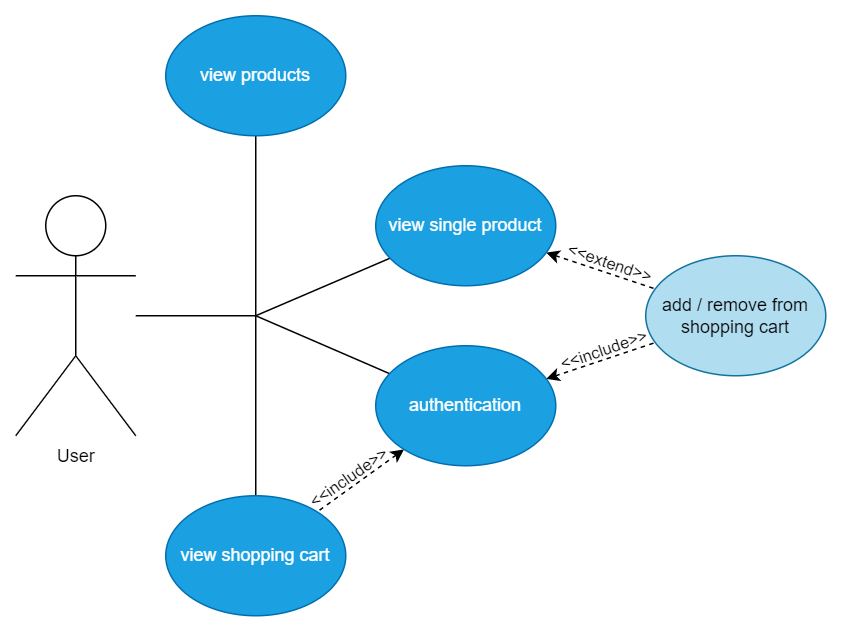 view products
view single product
<<extend>>
add / remove from
shopping cart
<<include>>
authentication
User
<<include>>
view shopping cart